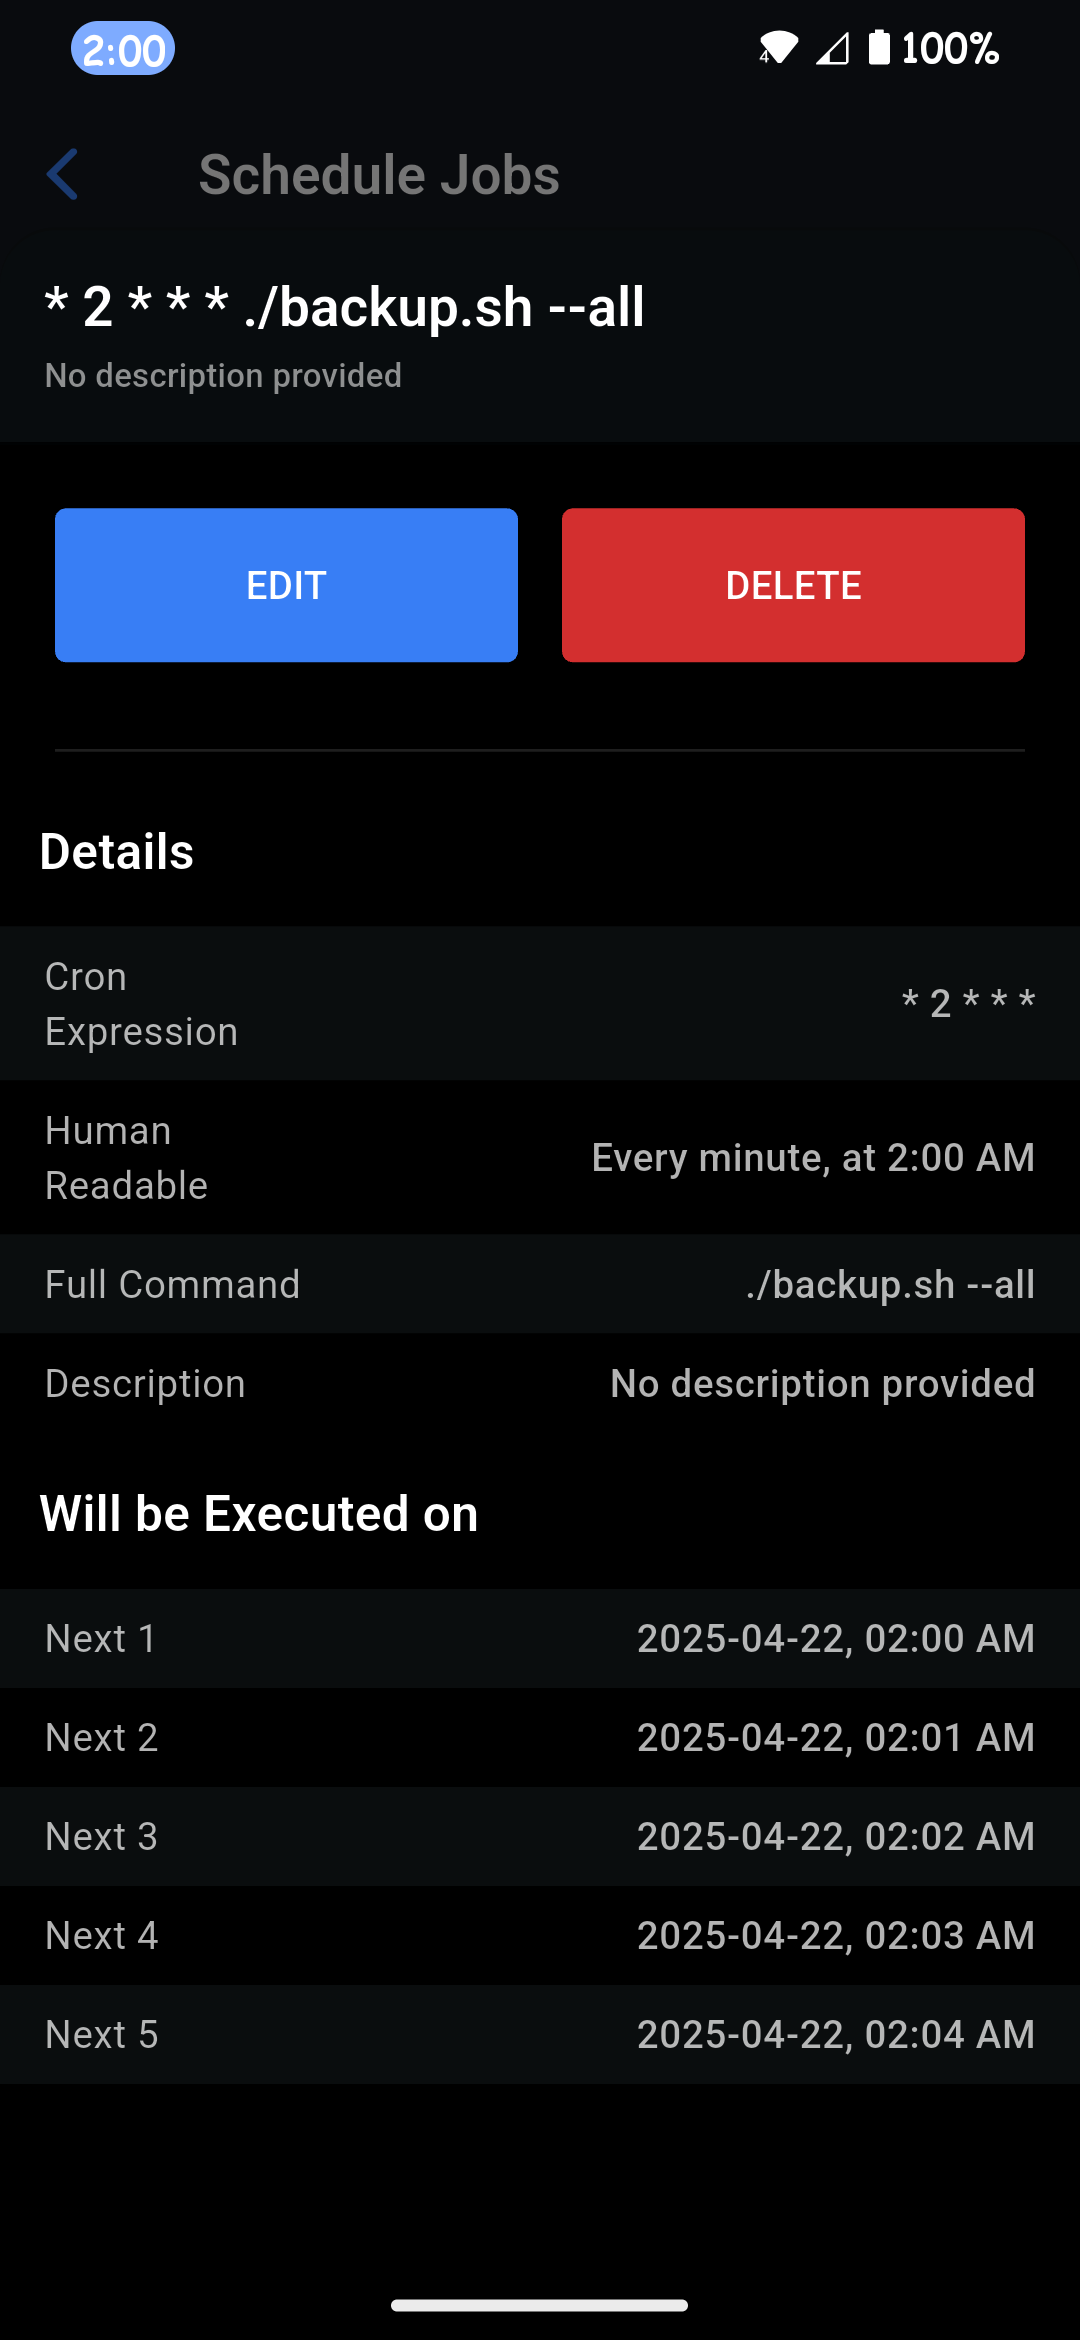 2:00 4 100%
Schedule Jobs
* 2 * * * ./backup.sh --all
No description provided
EDIT DELETE
Details
Cron
Expression
* 2 * * *
Human
Readable
Every minute, at 2:00 AM
Full Command ./backup.sh --all
Description No description provided
Will be Executed on
Next 1 2025-04-22, 02:00 AM
Next 2 2025-04-22, 02:01 AM
Next 3 2025-04-22, 02:02 AM
Next 4 2025-04-22, 02:03 AM
Next 5 2025-04-22, 02:04 AM